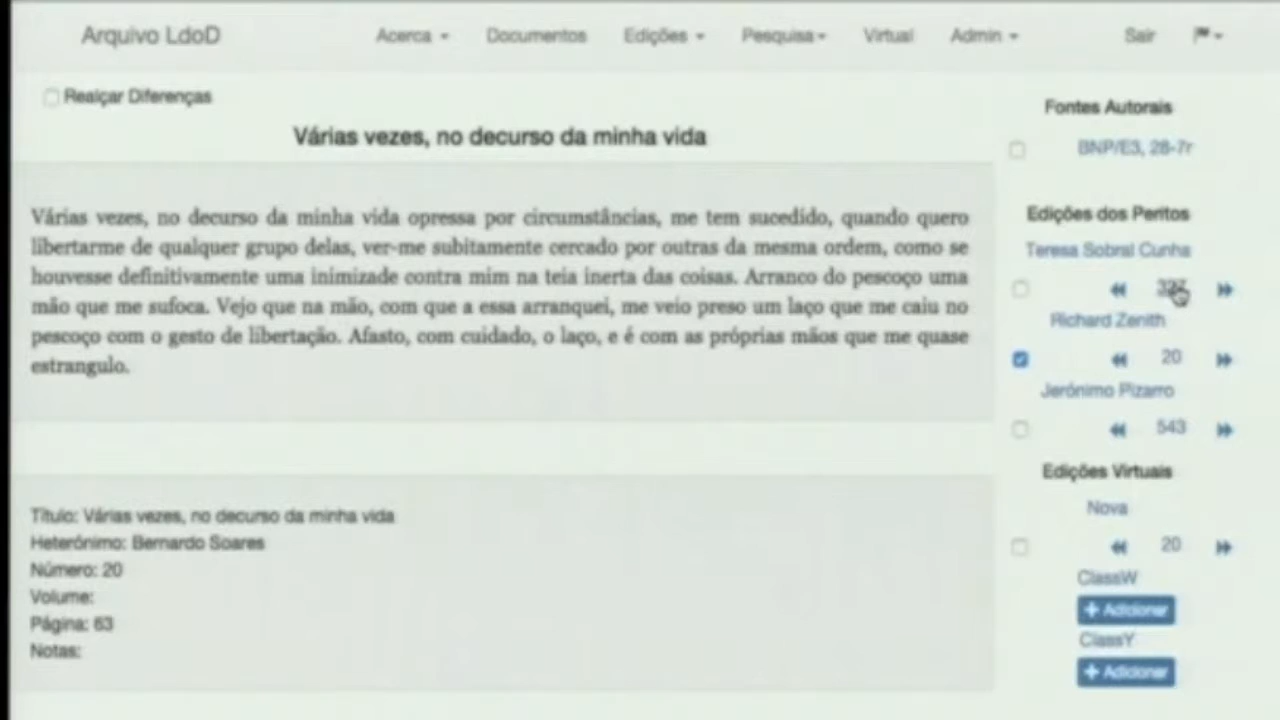 Arquivo LdoD
Acerca
Documentos
Edições
Pesquisa
Virtual
Admin
Sair
Realçar Diferenças
Várias vezes, no decurso da minha vida
Várias vezes, no decurso da minha vida opressa por circumstâncias, me tem sucedido, quando quero
libertarme de qualquer grupo delas, ver-me subitamente cercado por outras da mesma ordem, como se
houvesse definitivamente uma inimizade contra mim na teia inerta das coisas. Arranco do pescoço uma
mão que me sufoca. Vejo que na mão, com que a essa arranquei, me veio preso um laço que me caiu no
pescoço com o gesto de libertação. Afasto, com cuidado, o laço, e é com as próprias mãos que me quase
estrangulo.
Título: Várias vezes, no decurso da minha vida
Heterónimo: Bernardo Soares
Número: 20
Volume:
Página: 63
Notas:
Fontes Autorais
BNP/E3, 28-7r
Edições dos Peritos
Teresa Sobral Cunha
Richard Zenith
20
Jerónimo Pizarro
543
Edições Virtuais
Nova
20
ClassW
+ Adicionar
ClassY
+ Adicionar